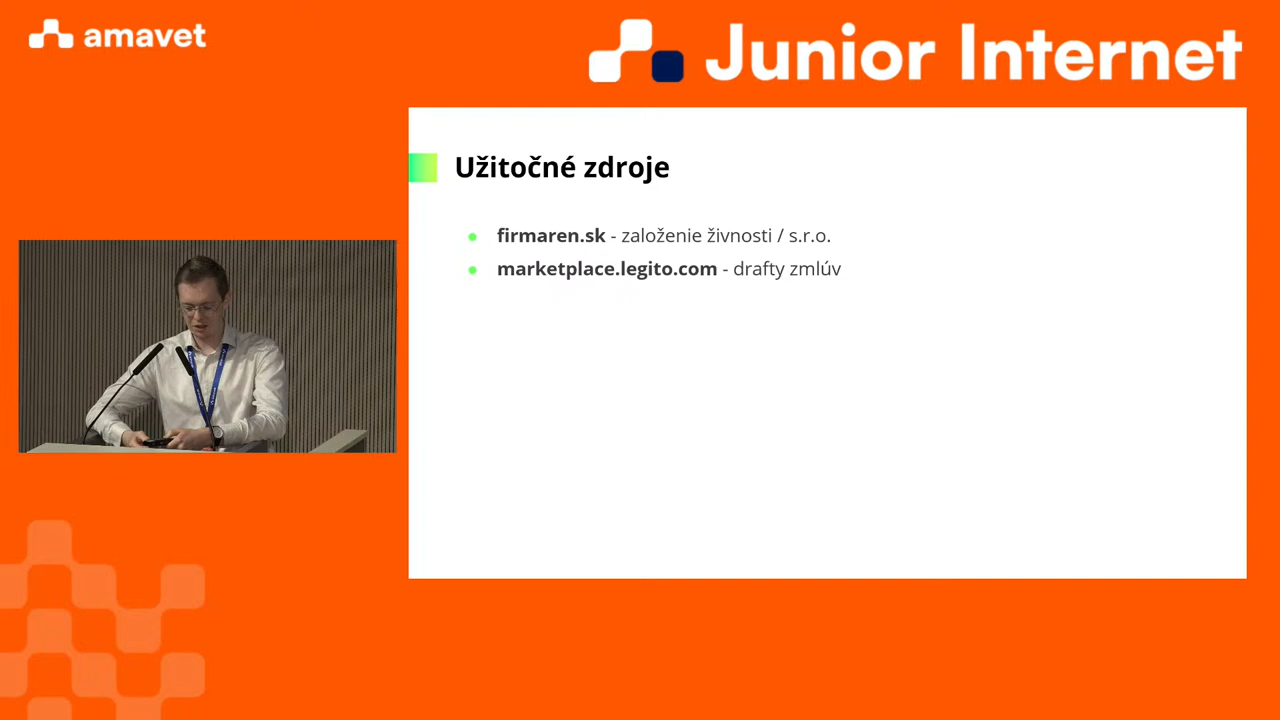 amavet
Junior Internet
Užitočné zdroje
firmaren.sk - založenie živnosti / s.r.o.
marketplace.legito.com - drafty zmlúv